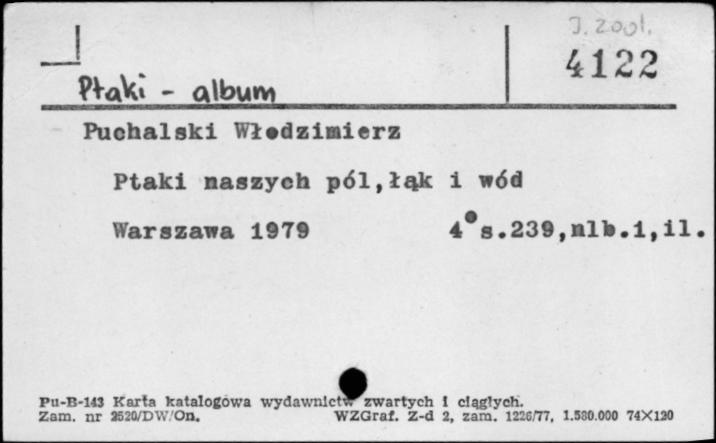 I. zool.
4122
Ptaki - album
Puchalski Włodzimierz
Ptaki naszych pól,łąk i wód
Warszawa 1979 4° s.239,nlb.1,il.
Pu-B-143 Karta katalogowa wydawnictw zwartych i ciągłych.
Zam. nr 2520/DW/On. WZGraf. Z-d 2, zam. 1226/77, 1.580.000 74X120